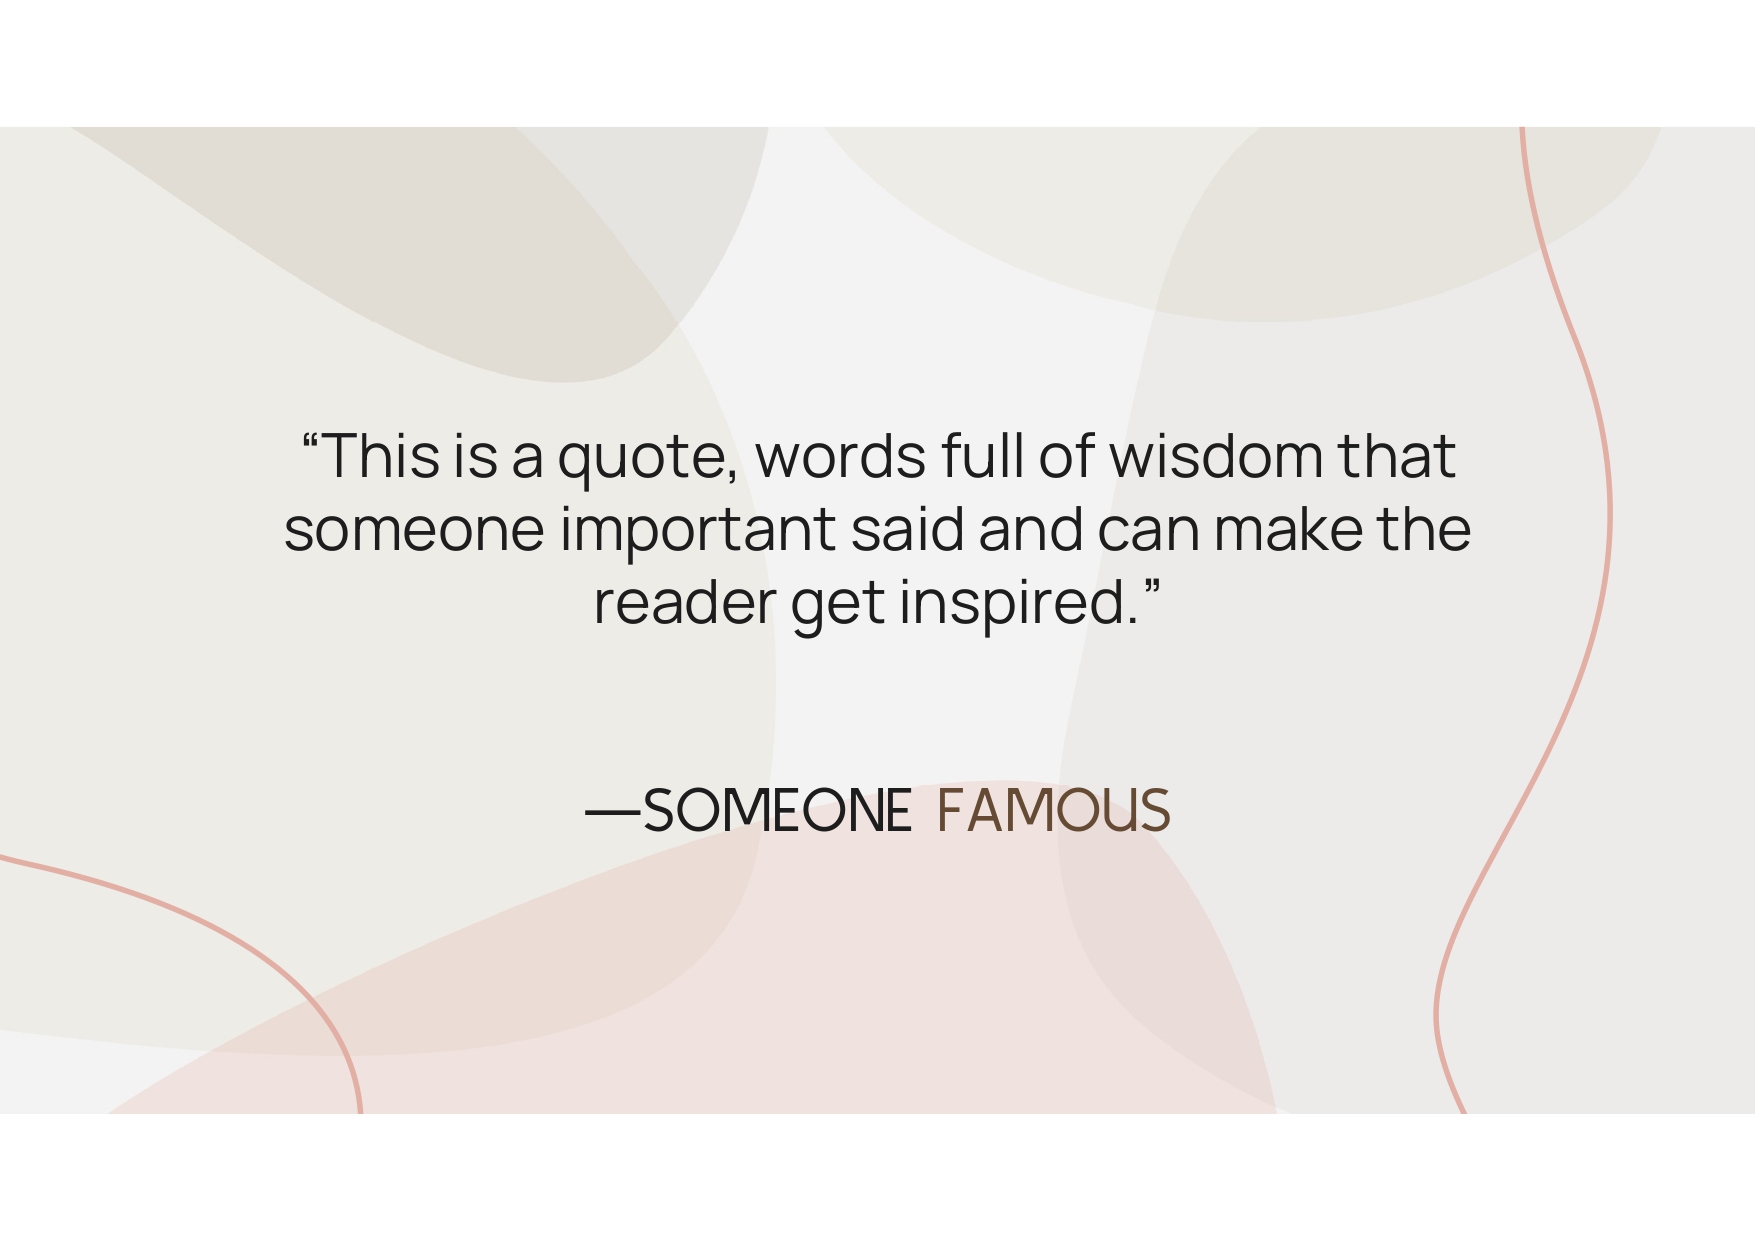 “This is a quote, words full of wisdom that
someone important said and can make the
reader get inspired.”
—SOMEONE FAMOUS